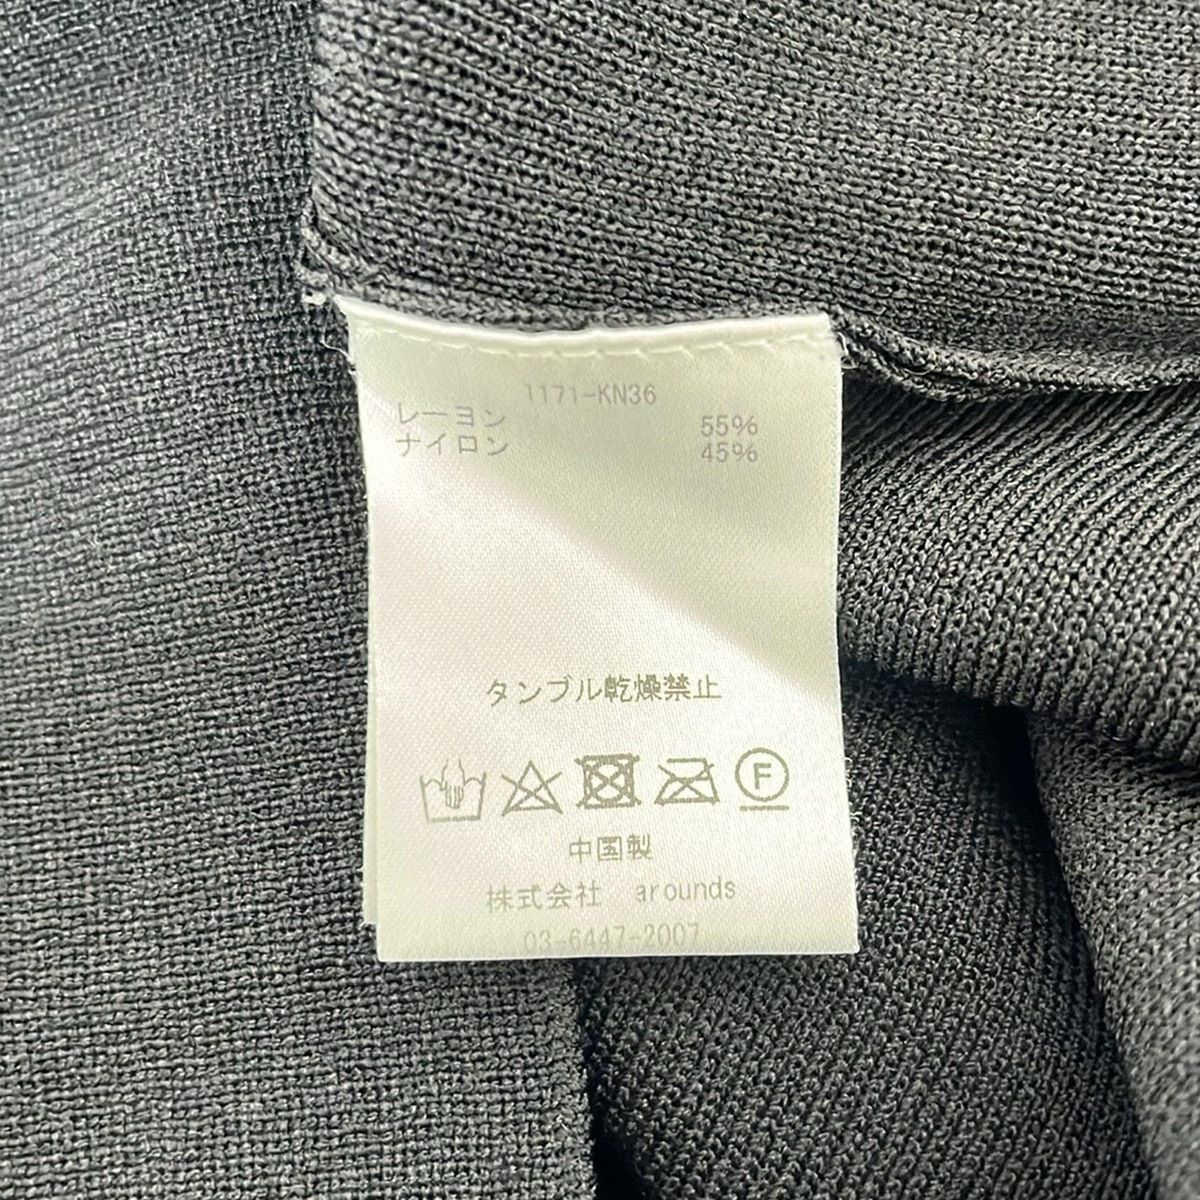 1171-KN36
レーヨン 55%
ナイロン 45%
タンブル乾燥禁止
F
中国製
株式会社 arounds
03-6447-2007